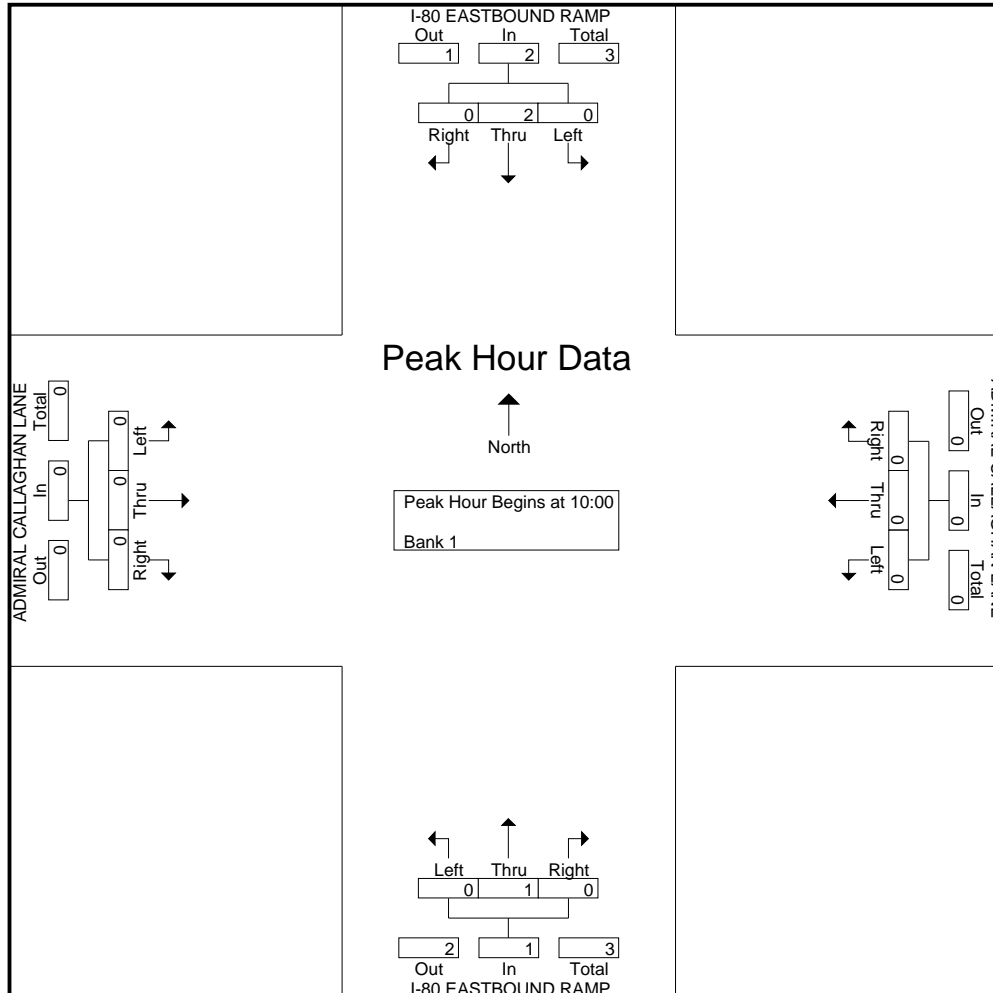 I-80 EASTBOUND RAMP
Out In Total
1 2 3
0 2 0
Right Thru Left
Peak Hour Data
North
Peak Hour Begins at 10:00
Bank 1
ADMIRAL CALLAGHAN LANE
Out In Total
0 0 0
0 0 0
Right Thru Left
Right Thru Left
0 0 0
0 0 0
Out In Total
Left Thru Right
0 1 0
2 1 3
Out In Total
I-80 EASTBOUND RAMP